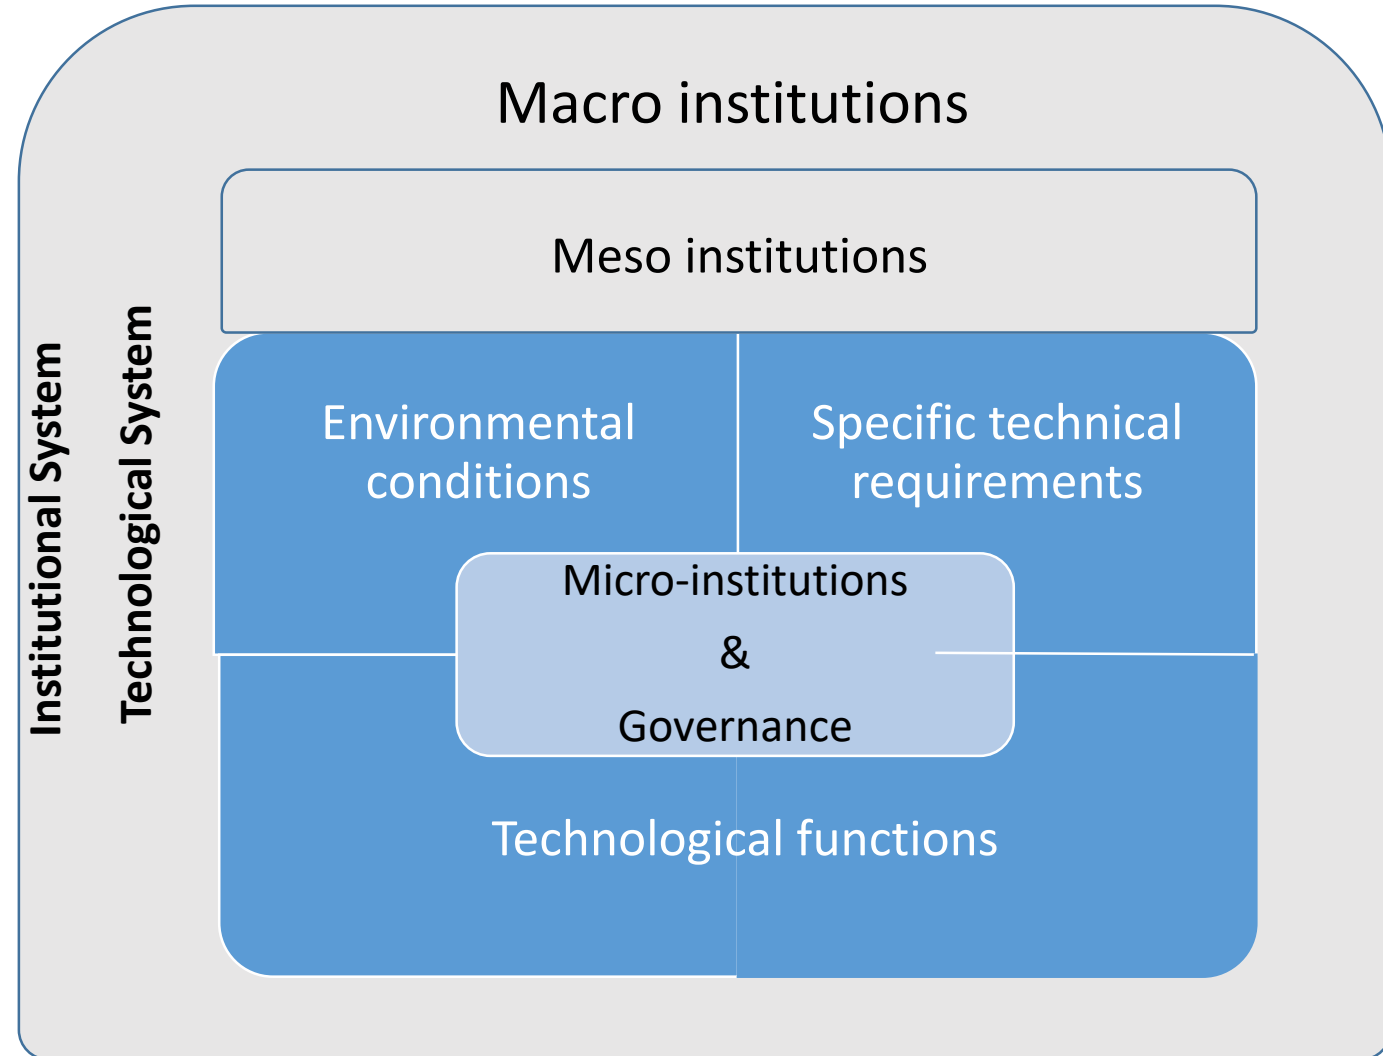 Macro institutions
Meso institutions
Institutional System
Technological System
Environmental
conditions
Specific technical
requirements
Micro-institutions
&
Governance
Technological functions